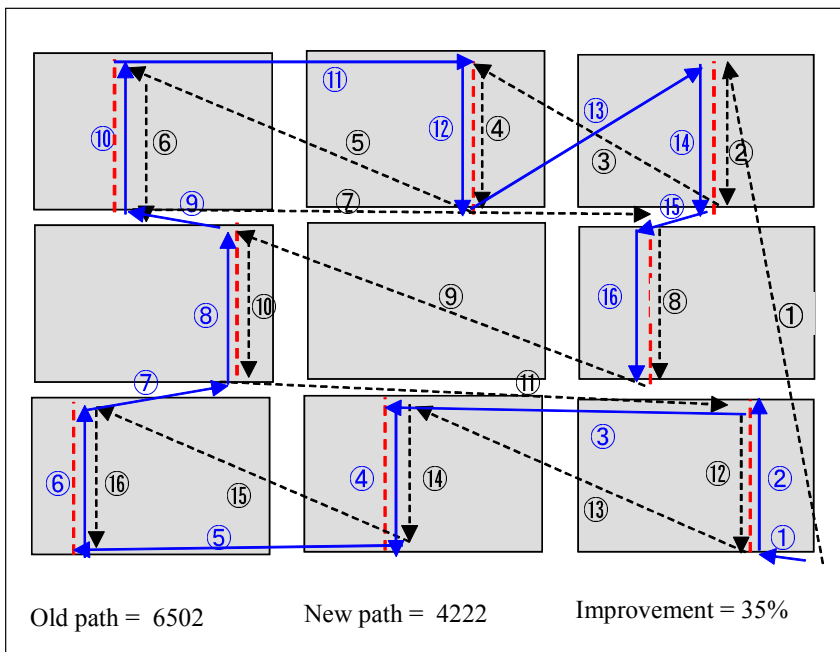 ⑪
⑩ ⑥ ⑤ ⑫ ④ ⑬ ③ ⑭ ②
⑨ ⑦ ⑮
⑧ ⑩ ⑨ ⑯ ⑧ ①
⑦ ⑪
⑥ ⑯ ⑮ ④ ⑭ ③ ⑬ ⑫ ②
⑤ ①
Old path = 6502 New path = 4222 Improvement = 35%